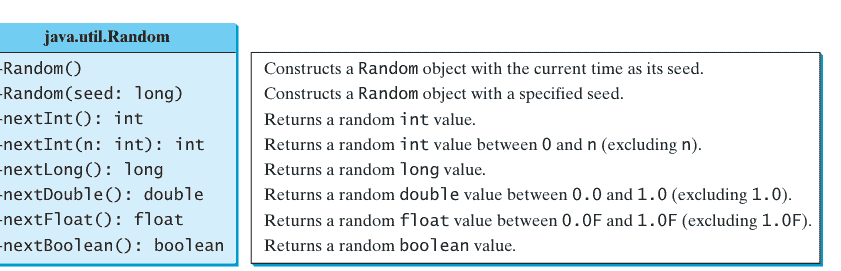 java.util.Random
+Random() Constructs a Random object with the current time as its seed.
+Random(seed: long) Constructs a Random object with a specified seed.
+nextInt(): int Returns a random int value.
+nextInt(n: int): int Returns a random int value between 0 and n (excluding n).
+nextLong(): long Returns a random long value.
+nextDouble(): double Returns a random double value between 0.0 and 1.0 (excluding 1.0).
+nextFloat(): float Returns a random float value between 0.0F and 1.0F (excluding 1.0F).
+nextBoolean(): boolean Returns a random boolean value.